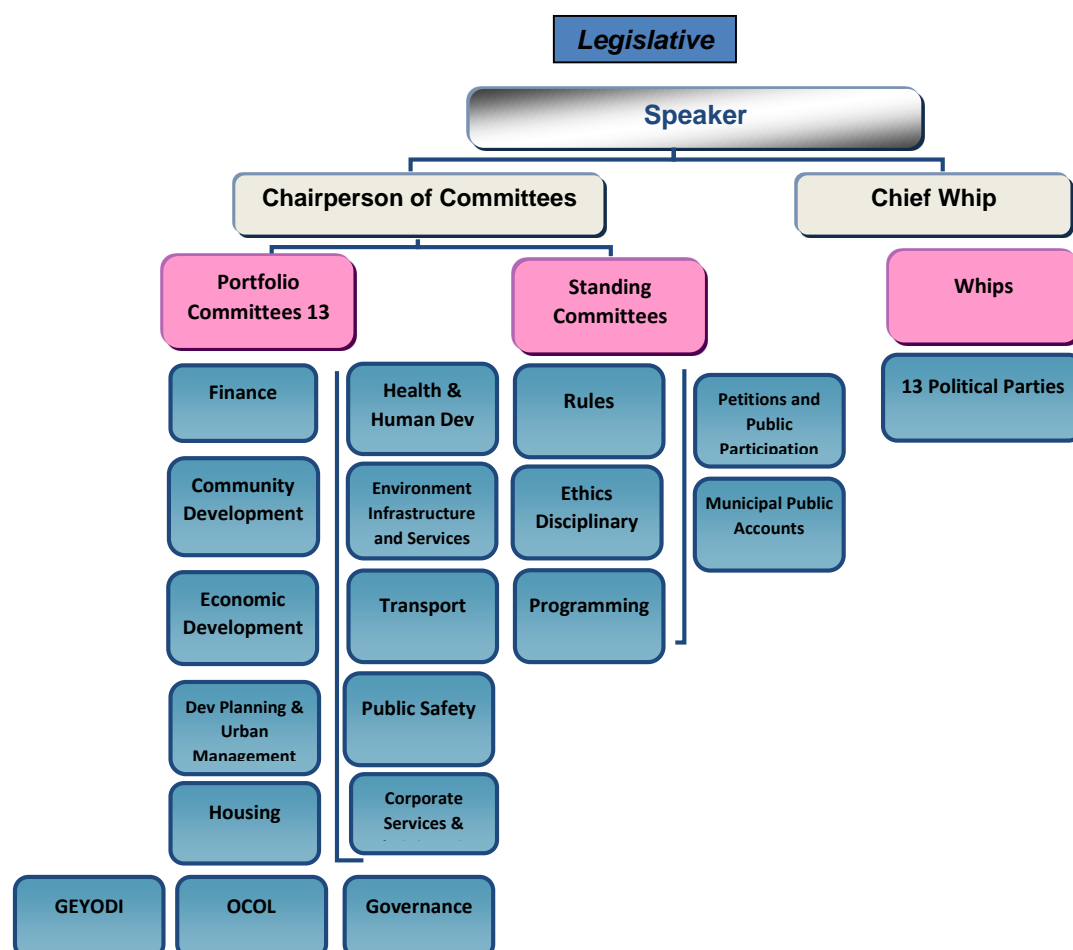 Legislative
Speaker
Chairperson of Committees
Chief Whip
Portfolio
Committees 13
Standing
Committees
Whips
Finance
Health &
Human Dev
Rules
Petitions and
Public
Participation
13 Political Parties
Community
Development
Environment
Infrastructure
and Services
Ethics
Disciplinary
Municipal Public
Accounts
Economic
Development
Transport
Programming
Dev Planning &
Urban
Management
Public Safety
Housing
Corporate
Services &
GEYODI
OCOL
Governance